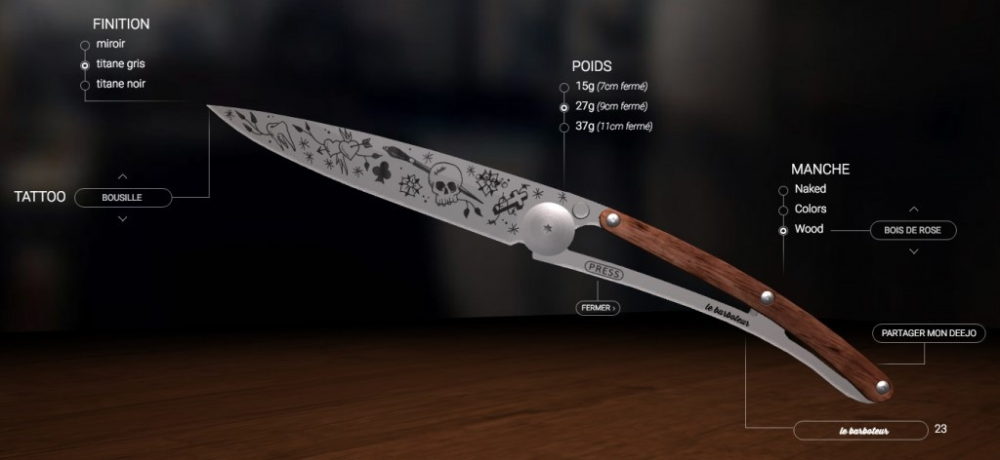 FINITION
miroir
titane gris
titane noir
POIDS
15g (7cm fermé)
27g (9cm fermé)
37g (11cm fermé)
MANCHE
Naked
Colors
Wood
BOIS DE ROSE
TATTOO
BOUSILLE
PRESS
FERMER ›
le barboteur
PARTAGER MON DEEJO
le barboteur
23